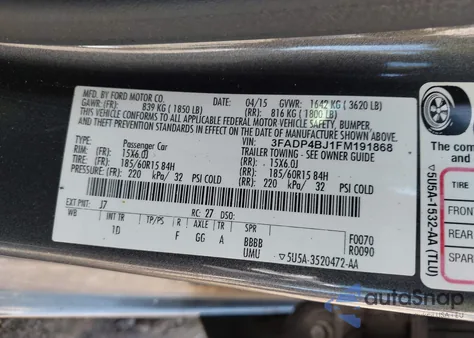 MFD. BY FORD MOTOR CO. 04/15 GVWR: 1642 KG ( 3620 LB)
GAWR: (FR): 839 KG ( 1850 LB) (RR): 816 KG ( 1800 LB)
THIS VEHICLE CONFORMS TO ALL APPLICABLE FEDERAL MOTOR VEHICLE SAFETY, BUMPER,
AND THEFT PREVENTION STANDARDS IN EFFECT ON THE DATE OF MANUFACTURE SHOWN ABOVE.
VIN: 3FADP4BJ1FM191868
TYPE: Passenger Car TRAILER TOWING - SEE OWNER GUIDE
RIM: (FR): 15X6.0J (RR): 15X6.0J
TIRES: (FR): 185/60R15 84H (RR): 185/60R15 84H
PRESSURE: (FR): 220 kPa/ 32 PSI COLD (RR): 220 kPa/ 32 PSI COLD
EXT PNT: J7 RC: 27 DSO:
WB INT TR TP/PS R AXLE TR SPR
1D F GG A BBBB F0070
UMU R0090
▽5U5A-3520472-AA
▽5U5A-1532-AA (TLU)
TIRE
FRO
REA
SPAR
autoSnap